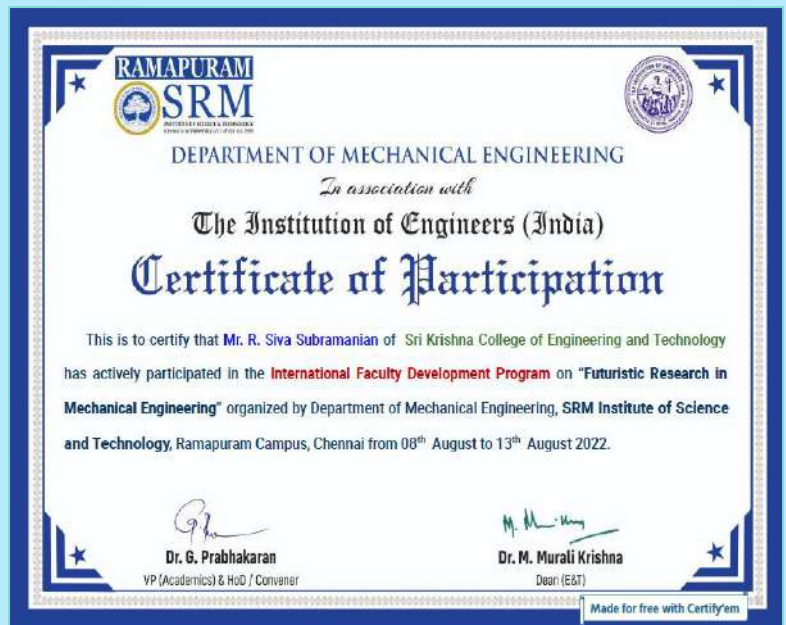 RAMAPURAM
SRM
INSTITUTE OF SCIENCE & TECHNOLOGY
DEPARTMENT OF MECHANICAL ENGINEERING
In association with
The Institution of Engineers (India)
Certificate of Participation
This is to certify that Mr. R. Siva Subramanian of Sri Krishna College of Engineering and Technology
has actively participated in the International Faculty Development Program on "Futuristic Research in
Mechanical Engineering" organized by Department of Mechanical Engineering, SRM Institute of Science
and Technology, Ramapuram Campus, Chennai from 08th August to 13th August 2022.
Dr. G. Prabhakaran
VP (Academics) & HoD / Convener
Dr. M. Murali Krishna
Dean (E&T)
Made for free with Certify'em